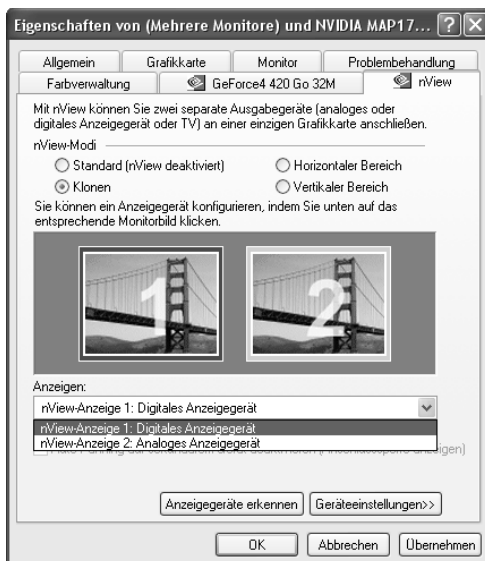 Eigenschaften von (Mehrere Monitore) und NVIDIA MAP17...
Allgemein Grafikkarte Monitor Problembehandlung
Farbverwaltung GeForce4 420 Go 32M nView
Mit nView können Sie zwei separate Ausgabegeräte (analoges oder
digitales Anzeigegerät oder TV) an einer einzigen Grafikkarte anschließen.
nView-Modi
Standard (nView deaktiviert) Horizontaler Bereich
Klonen Vertikaler Bereich
Sie können ein Anzeigegerät konfigurieren, indem Sie unten auf das
entsprechende Monitorbild klicken.
1 2
Anzeigen:
nView-Anzeige 1: Digitales Anzeigegerät
nView-Anzeige 1: Digitales Anzeigegerät
nView-Anzeige 2: Analoges Anzeigegerät
anzeigen)
Anzeigegeräte erkennen Geräteeinstellungen>>
OK Abbrechen Übernehmen